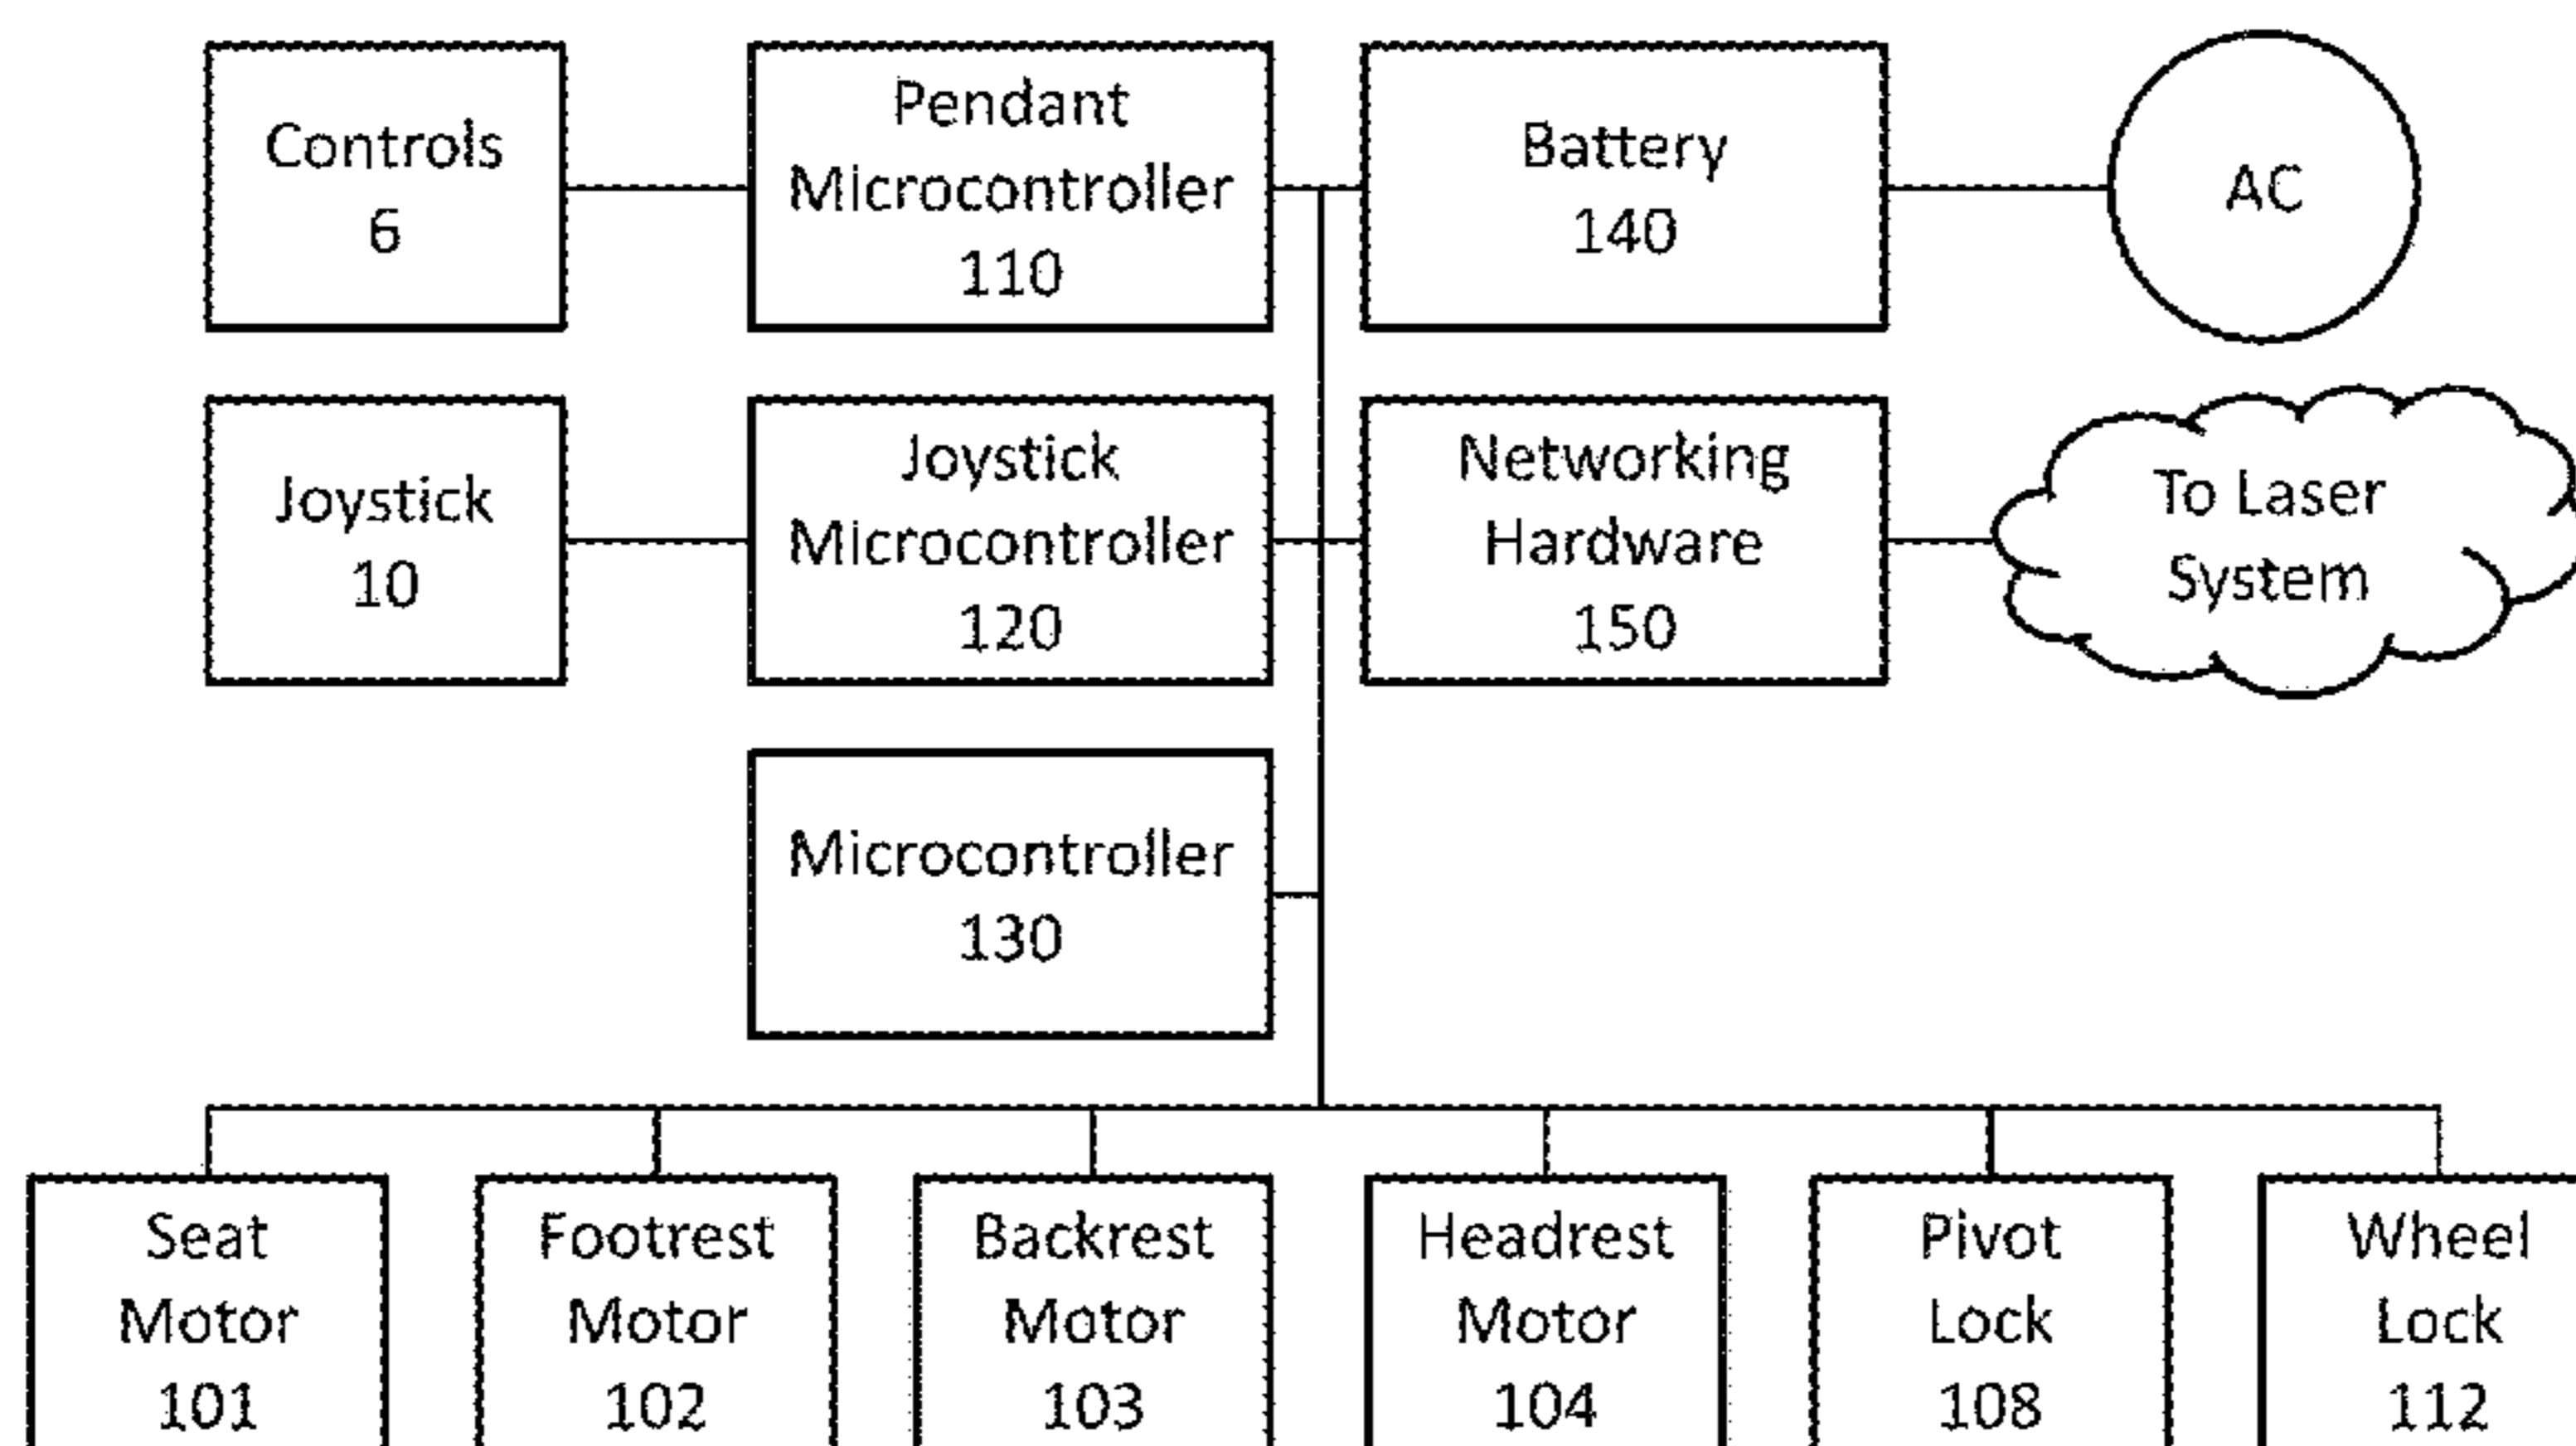 Controls
6
Pendant
Microcontroller
110
Battery
140
AC
Joystick
10
Joystick
Microcontroller
120
Networking
Hardware
150
To Laser
System
Microcontroller
130
Seat
Motor
101
Footrest
Motor
102
Backrest
Motor
103
Headrest
Motor
104
Pivot
Lock
108
Wheel
Lock
112